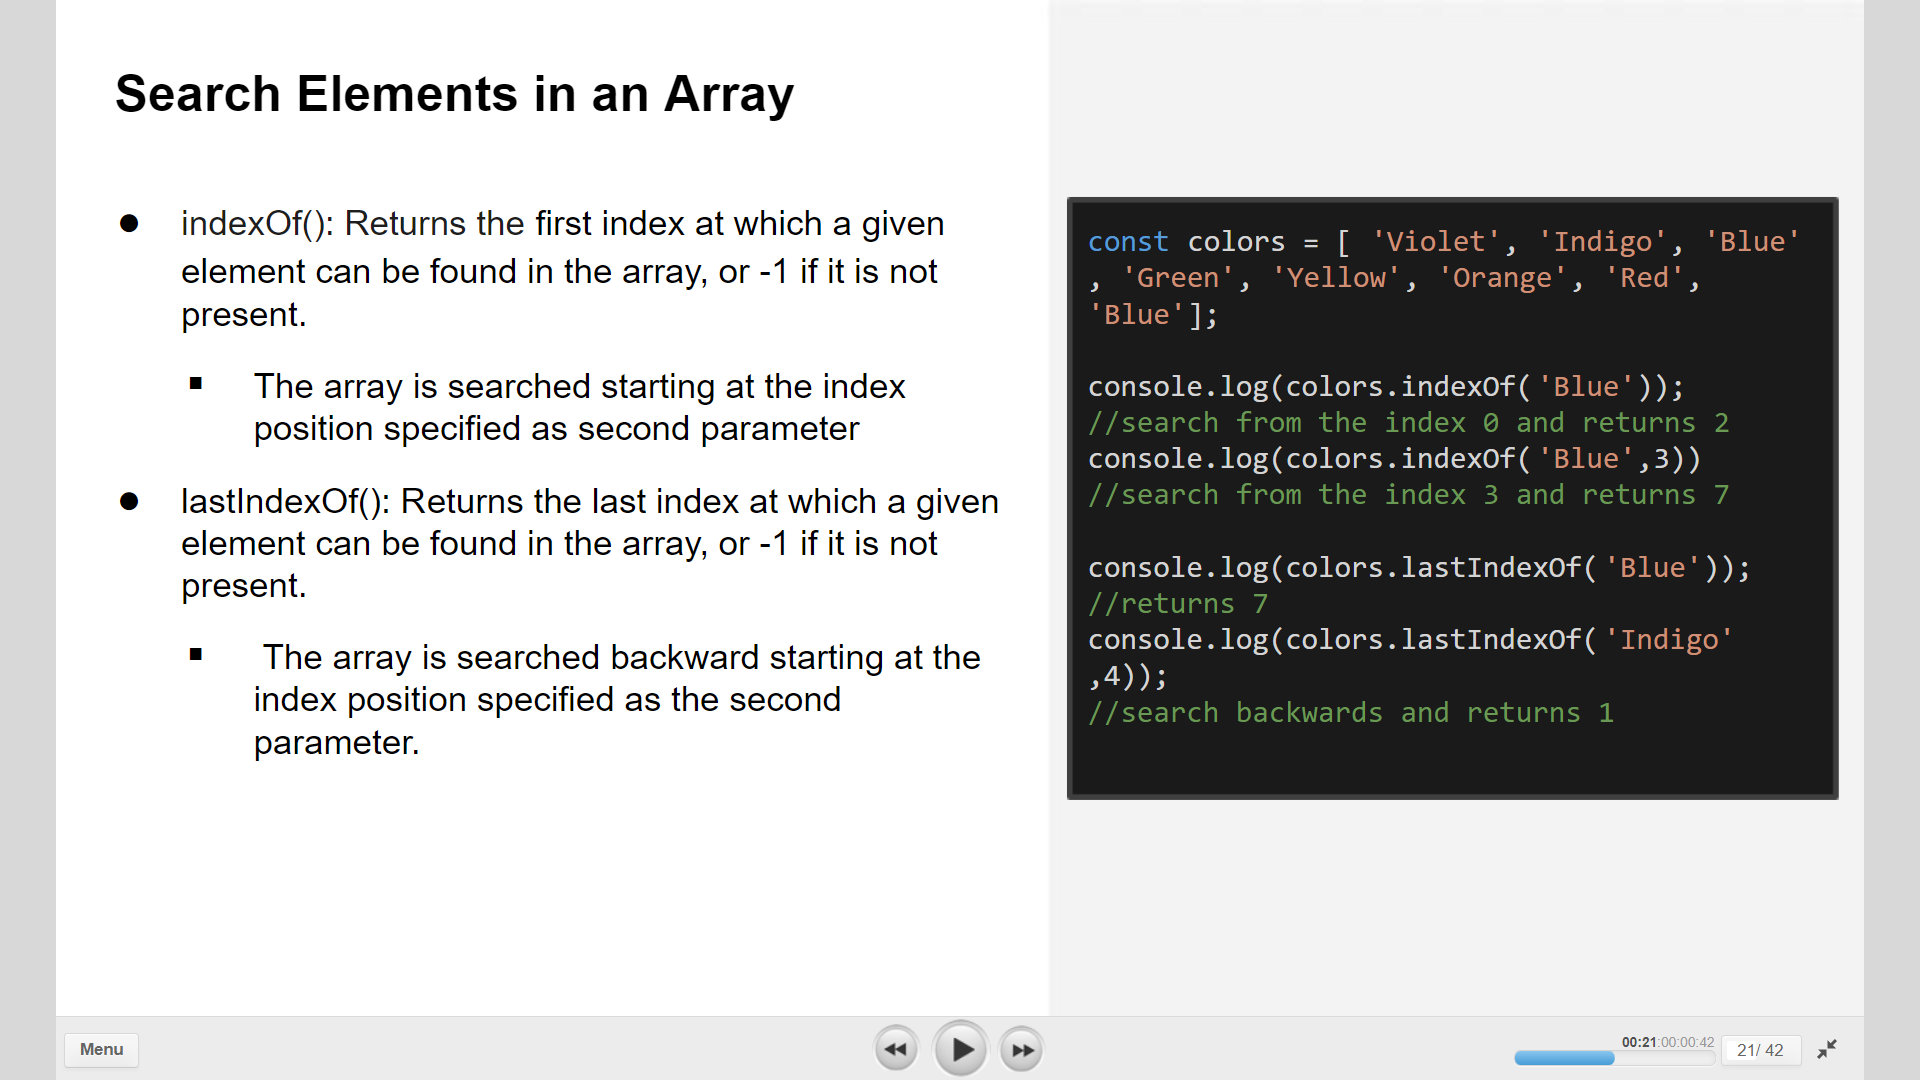 Search Elements in an Array
● indexOf(): Returns the first index at which a given
element can be found in the array, or -1 if it is not
present.
▪ The array is searched starting at the index
position specified as second parameter
● lastIndexOf(): Returns the last index at which a given
element can be found in the array, or -1 if it is not
present.
▪ The array is searched backward starting at the
index position specified as the second
parameter.
const colors = [ 'Violet', 'Indigo', 'Blue'
, 'Green', 'Yellow', 'Orange', 'Red',
'Blue'];
console.log(colors.indexOf('Blue'));
//search from the index 0 and returns 2
console.log(colors.indexOf('Blue',3))
//search from the index 3 and returns 7
console.log(colors.lastIndexOf('Blue'));
//returns 7
console.log(colors.lastIndexOf('Indigo'
,4));
//search backwards and returns 1
Menu
00:21:00:00:42
21/ 42